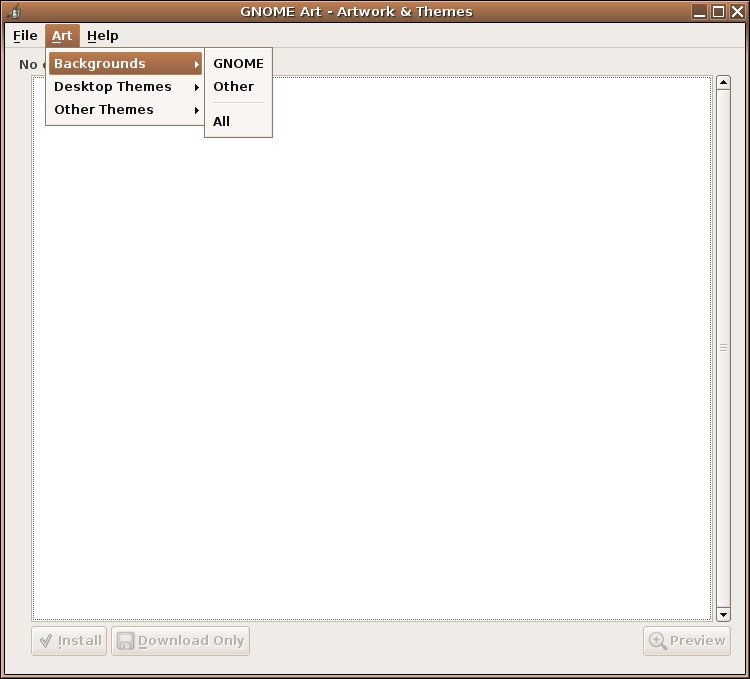 GNOME Art - Artwork & Themes
File Art Help
No
Backgrounds
Desktop Themes
Other Themes
GNOME
Other
All
Install
Download Only
Preview